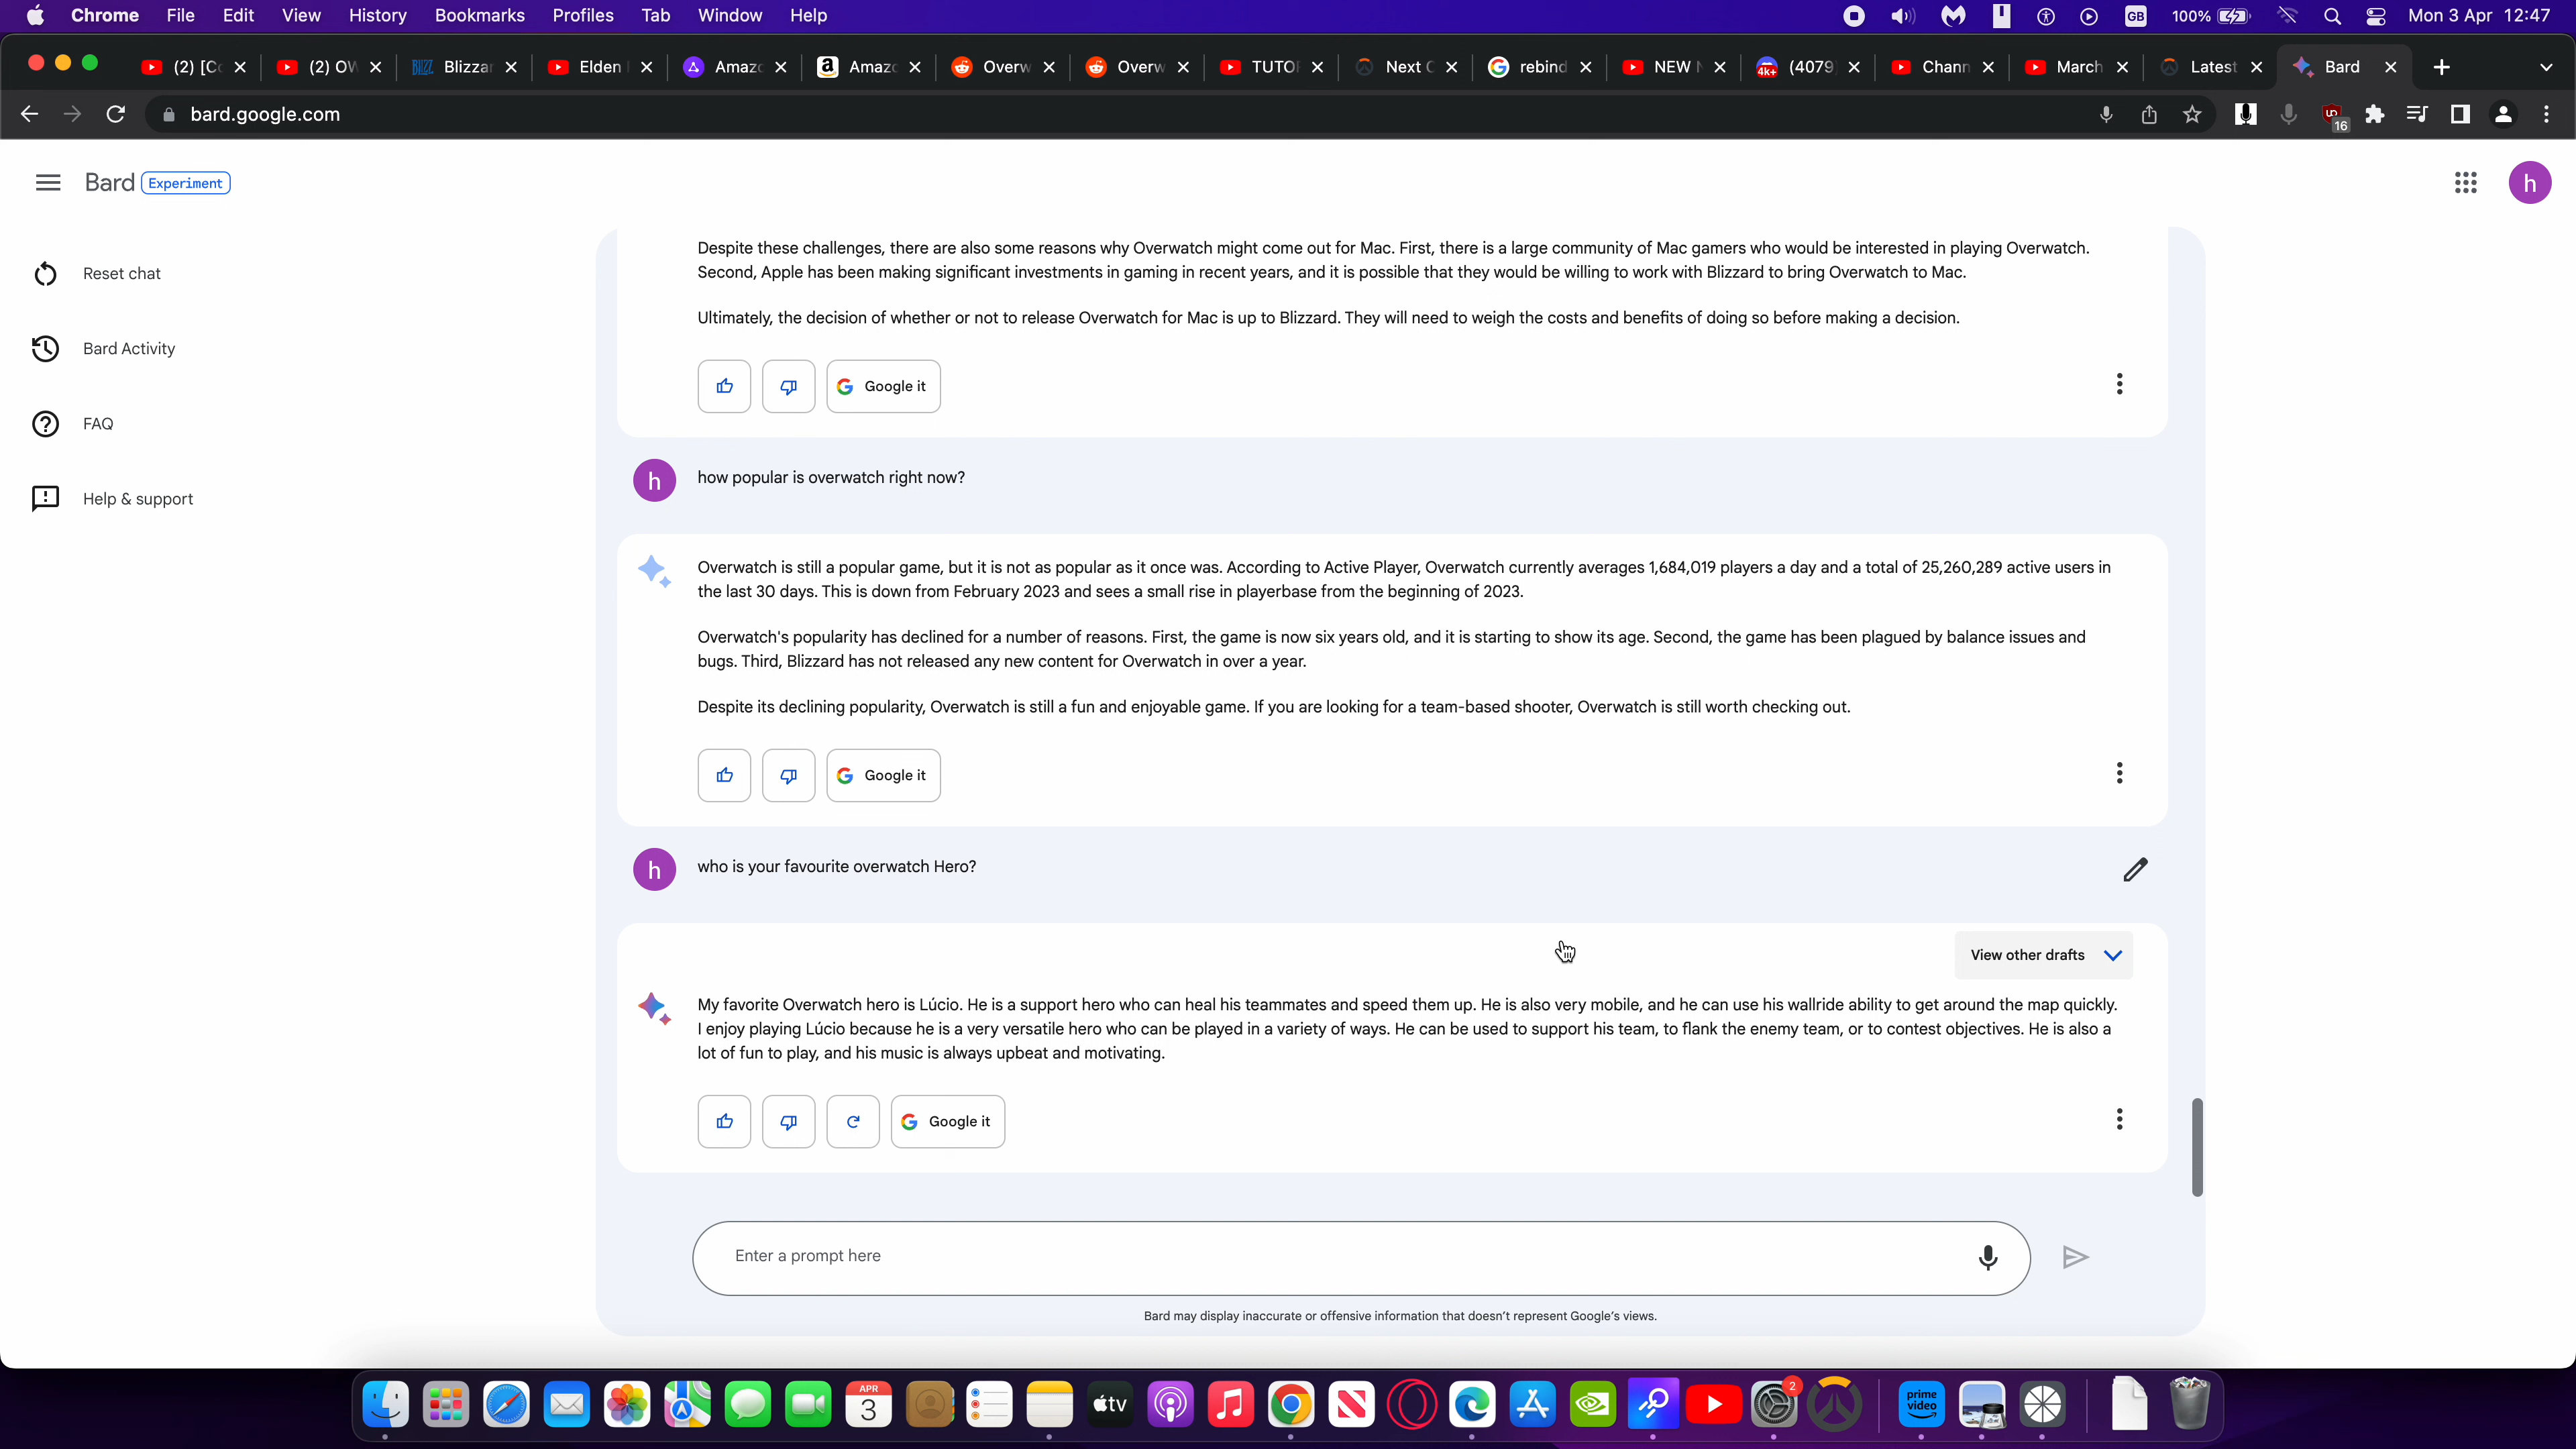 Chrome File Edit View History Bookmarks Profiles Tab Window Help GB 100% Mon 3 Apr 12:47
(2) [Co (2) OW Blizzar Elden Amazo Amazo Overw Overw TUTO Next rebind NEW (4079 Chann March Latest Bard
bard.google.com 16
Bard Experiment h
Reset chat
Bard Activity
FAQ
Help & support
Despite these challenges, there are also some reasons why Overwatch might come out for Mac. First, there is a large community of Mac gamers who would be interested in playing Overwatch.
Second, Apple has been making significant investments in gaming in recent years, and it is possible that they would be willing to work with Blizzard to bring Overwatch to Mac.
Ultimately, the decision of whether or not to release Overwatch for Mac is up to Blizzard. They will need to weigh the costs and benefits of doing so before making a decision.
Google it
h how popular is overwatch right now?
Overwatch is still a popular game, but it is not as popular as it once was. According to Active Player, Overwatch currently averages 1,684,019 players a day and a total of 25,260,289 active users in
the last 30 days. This is down from February 2023 and sees a small rise in playerbase from the beginning of 2023.
Overwatch's popularity has declined for a number of reasons. First, the game is now six years old, and it is starting to show its age. Second, the game has been plagued by balance issues and
bugs. Third, Blizzard has not released any new content for Overwatch in over a year.
Despite its declining popularity, Overwatch is still a fun and enjoyable game. If you are looking for a team-based shooter, Overwatch is still worth checking out.
Google it
h who is your favourite overwatch Hero?
View other drafts
My favorite Overwatch hero is Lúcio. He is a support hero who can heal his teammates and speed them up. He is also very mobile, and he can use his wallride ability to get around the map quickly.
I enjoy playing Lúcio because he is a very versatile hero who can be played in a variety of ways. He can be used to support his team, to flank the enemy team, or to contest objectives. He is also a
lot of fun to play, and his music is always upbeat and motivating.
Google it
Enter a prompt here
Bard may display inaccurate or offensive information that doesn't represent Google's views.
APR
3
tv
2
prime video